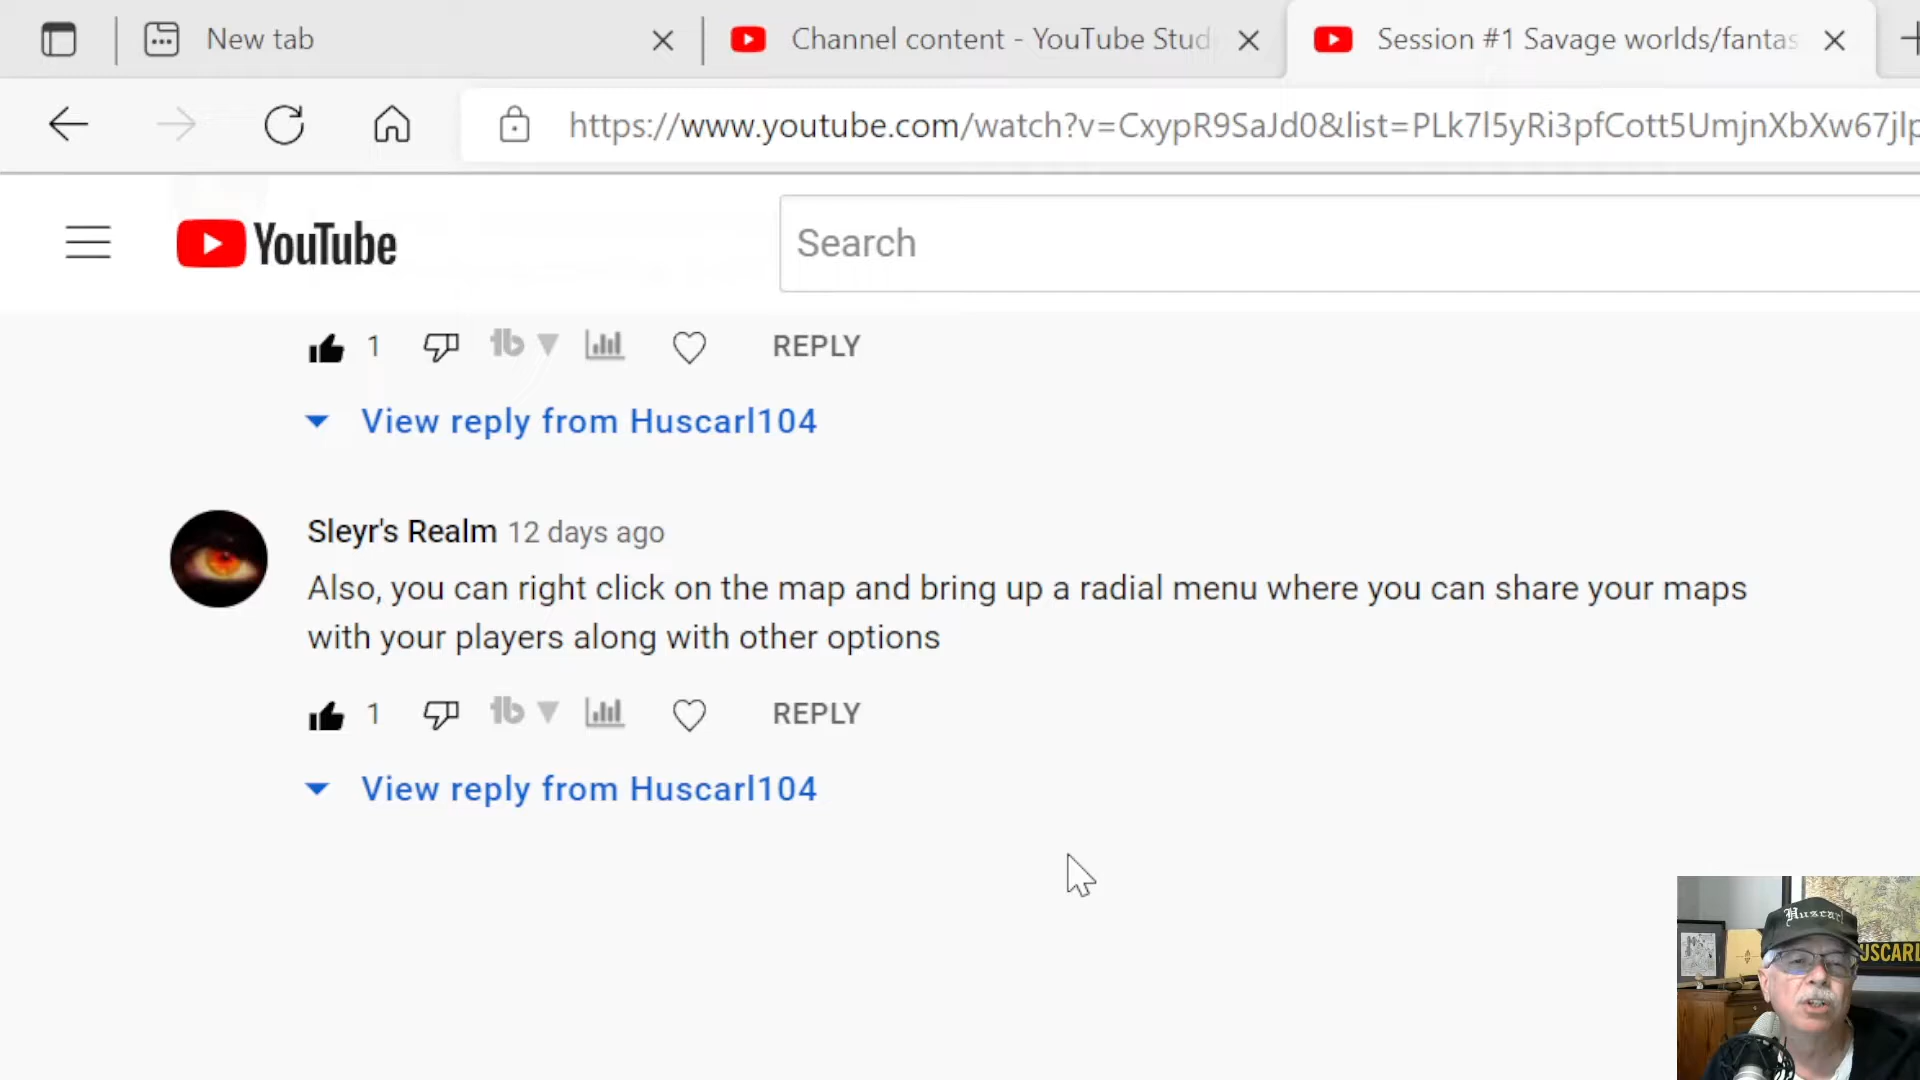 New tab
Channel content - YouTube Stud
Session #1 Savage worlds/fantas
https://www.youtube.com/watch?v=CxypR9SaJd0&list=PLk7l5yRi3pfCott5UmjnXbXw67jlp
YouTube
Search
1 REPLY
View reply from Huscarl104
Sleyr's Realm 12 days ago
Also, you can right click on the map and bring up a radial menu where you can share your maps
with your players along with other options
1 REPLY
View reply from Huscarl104
Huscarl
USCARL